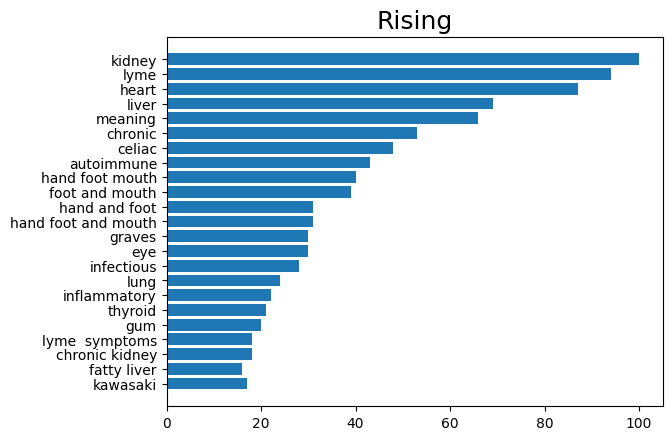 Rising
kidney
lyme
heart
liver
meaning
chronic
celiac
autoimmune
hand foot mouth
foot and mouth
hand and foot
hand foot and mouth
graves
eye
infectious
lung
inflammatory
thyroid
gum
lyme  symptoms
chronic kidney
fatty liver
kawasaki
0 20 40 60 80 100